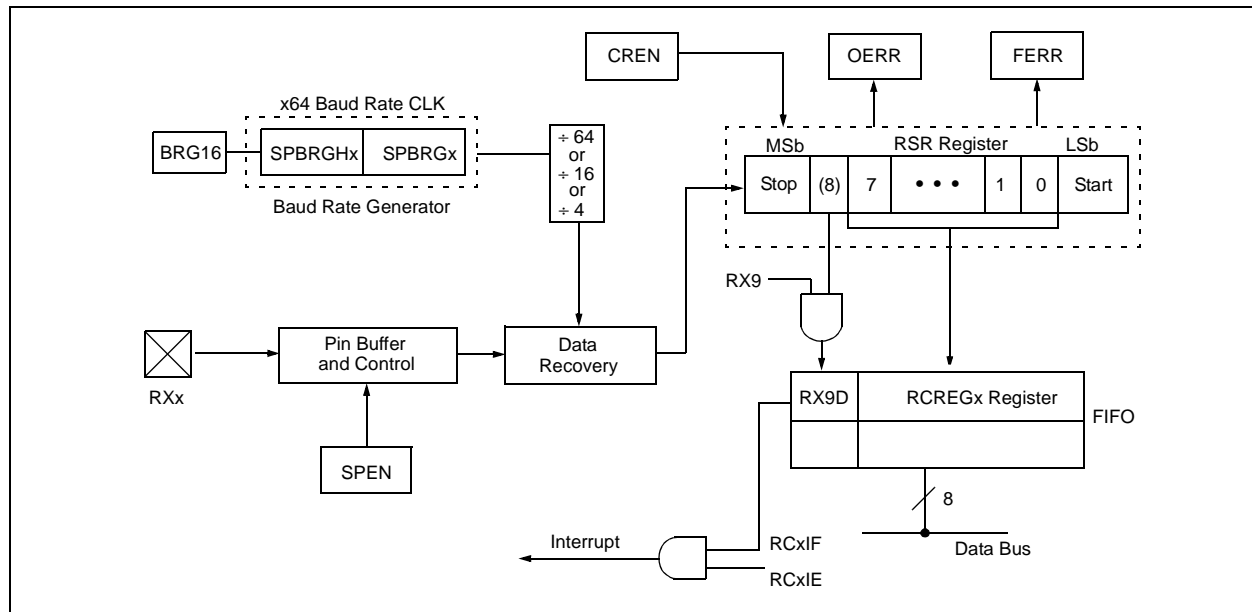 CREN
OERR
FERR
x64 Baud Rate CLK
BRG16
SPBRGHx
SPBRGx
Baud Rate Generator
÷ 64
or
÷ 16
or
÷ 4
MSb
RSR Register
LSb
Stop
(8)
7
• • •
1
0
Start
RX9
RXx
Pin Buffer
and Control
Data
Recovery
SPEN
RX9D
RCREGx Register
FIFO
8
Data Bus
Interrupt
RCxIF
RCxIE